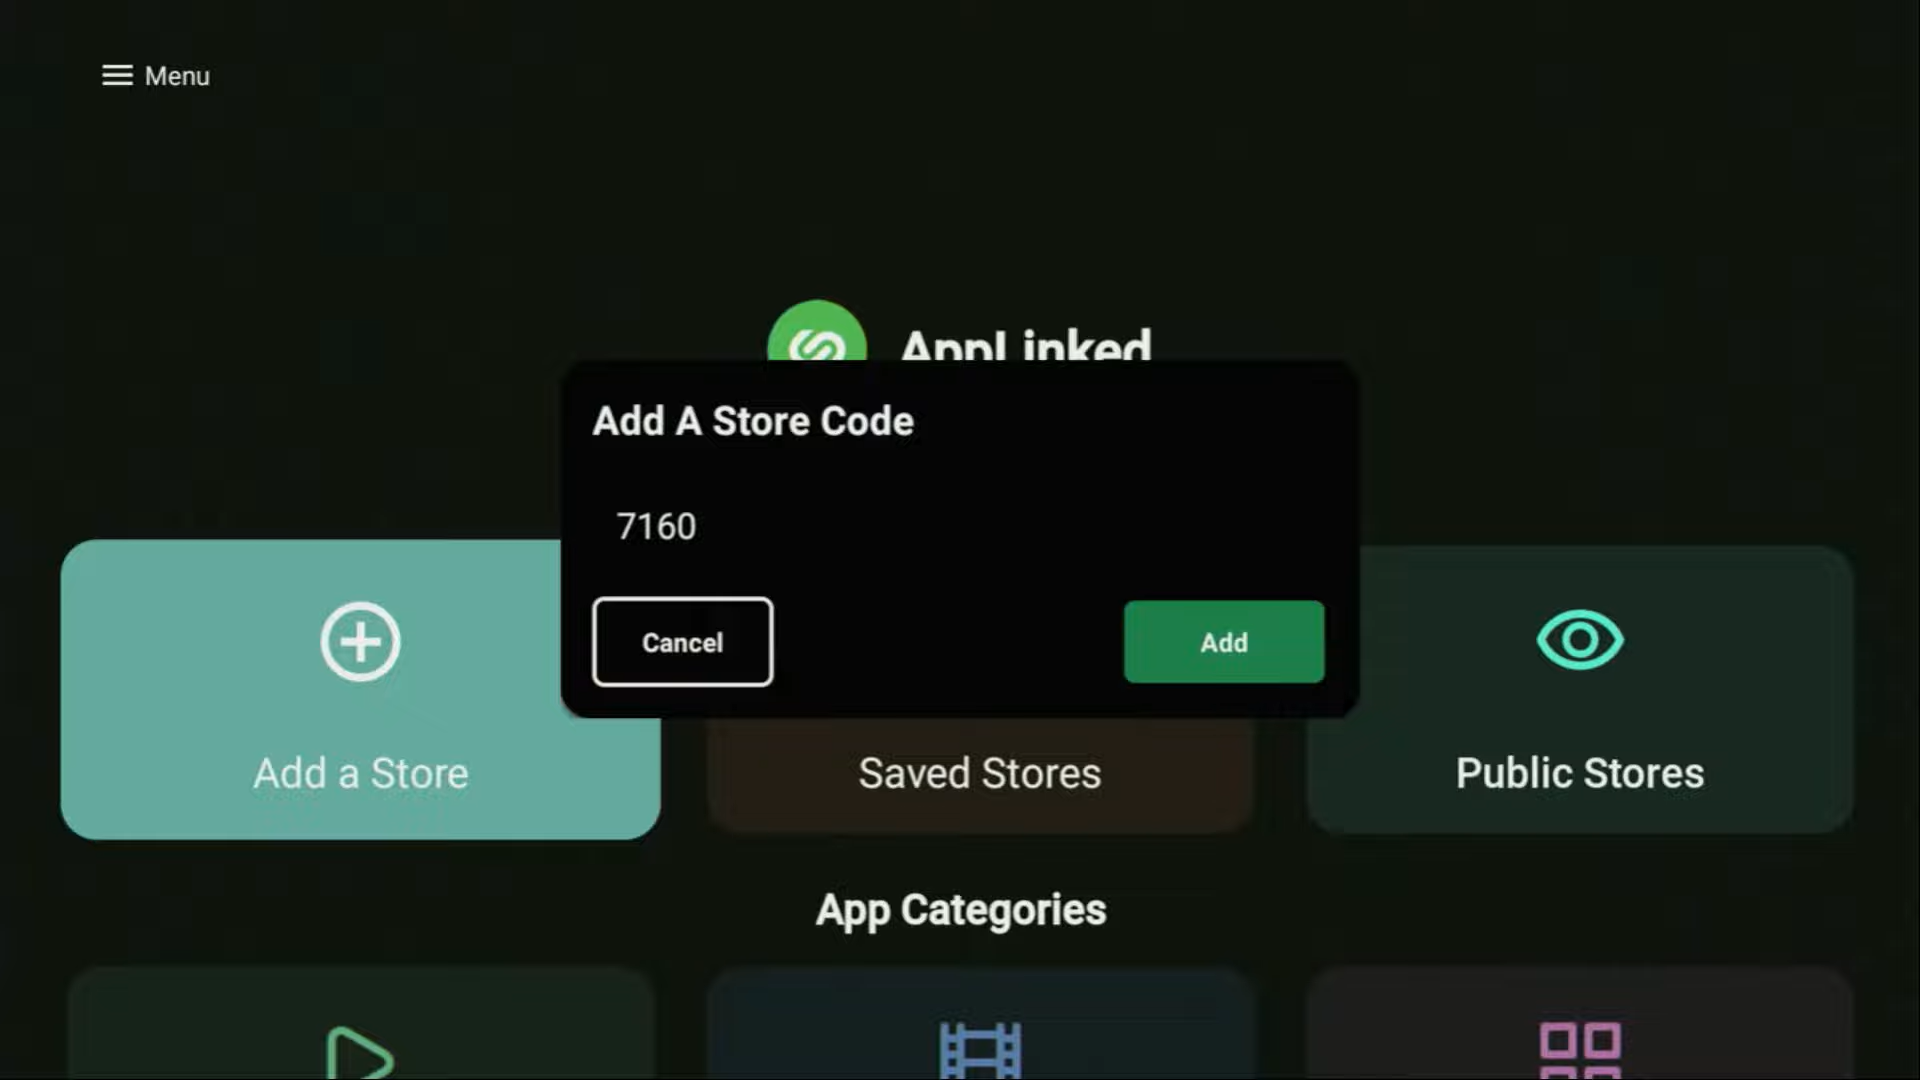 Menu
AppLinked
Add A Store Code
7160
Cancel
Add
Add a Store
Saved Stores
Public Stores
App Categories